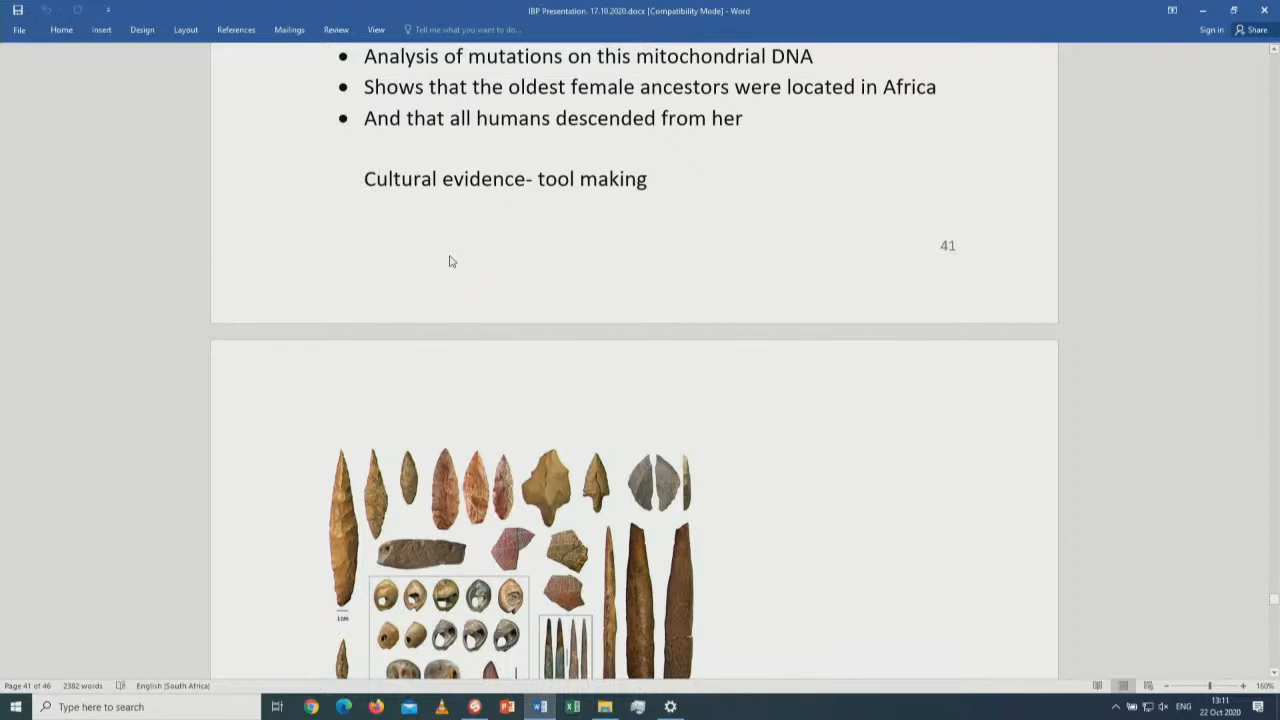 IBP Presentation. 17.10.2020.docx [Compatibility Mode] - Word
File Home Insert Design Layout References Mailings Review View Tell me what you want to do... Sign in Share
Analysis of mutations on this mitochondrial DNA
Shows that the oldest female ancestors were located in Africa
And that all humans descended from her
Cultural evidence- tool making
41
Page 41 of 46 2382 words English (South Africa) 160%
Type here to search
ENG
13:11
22 Oct 2020